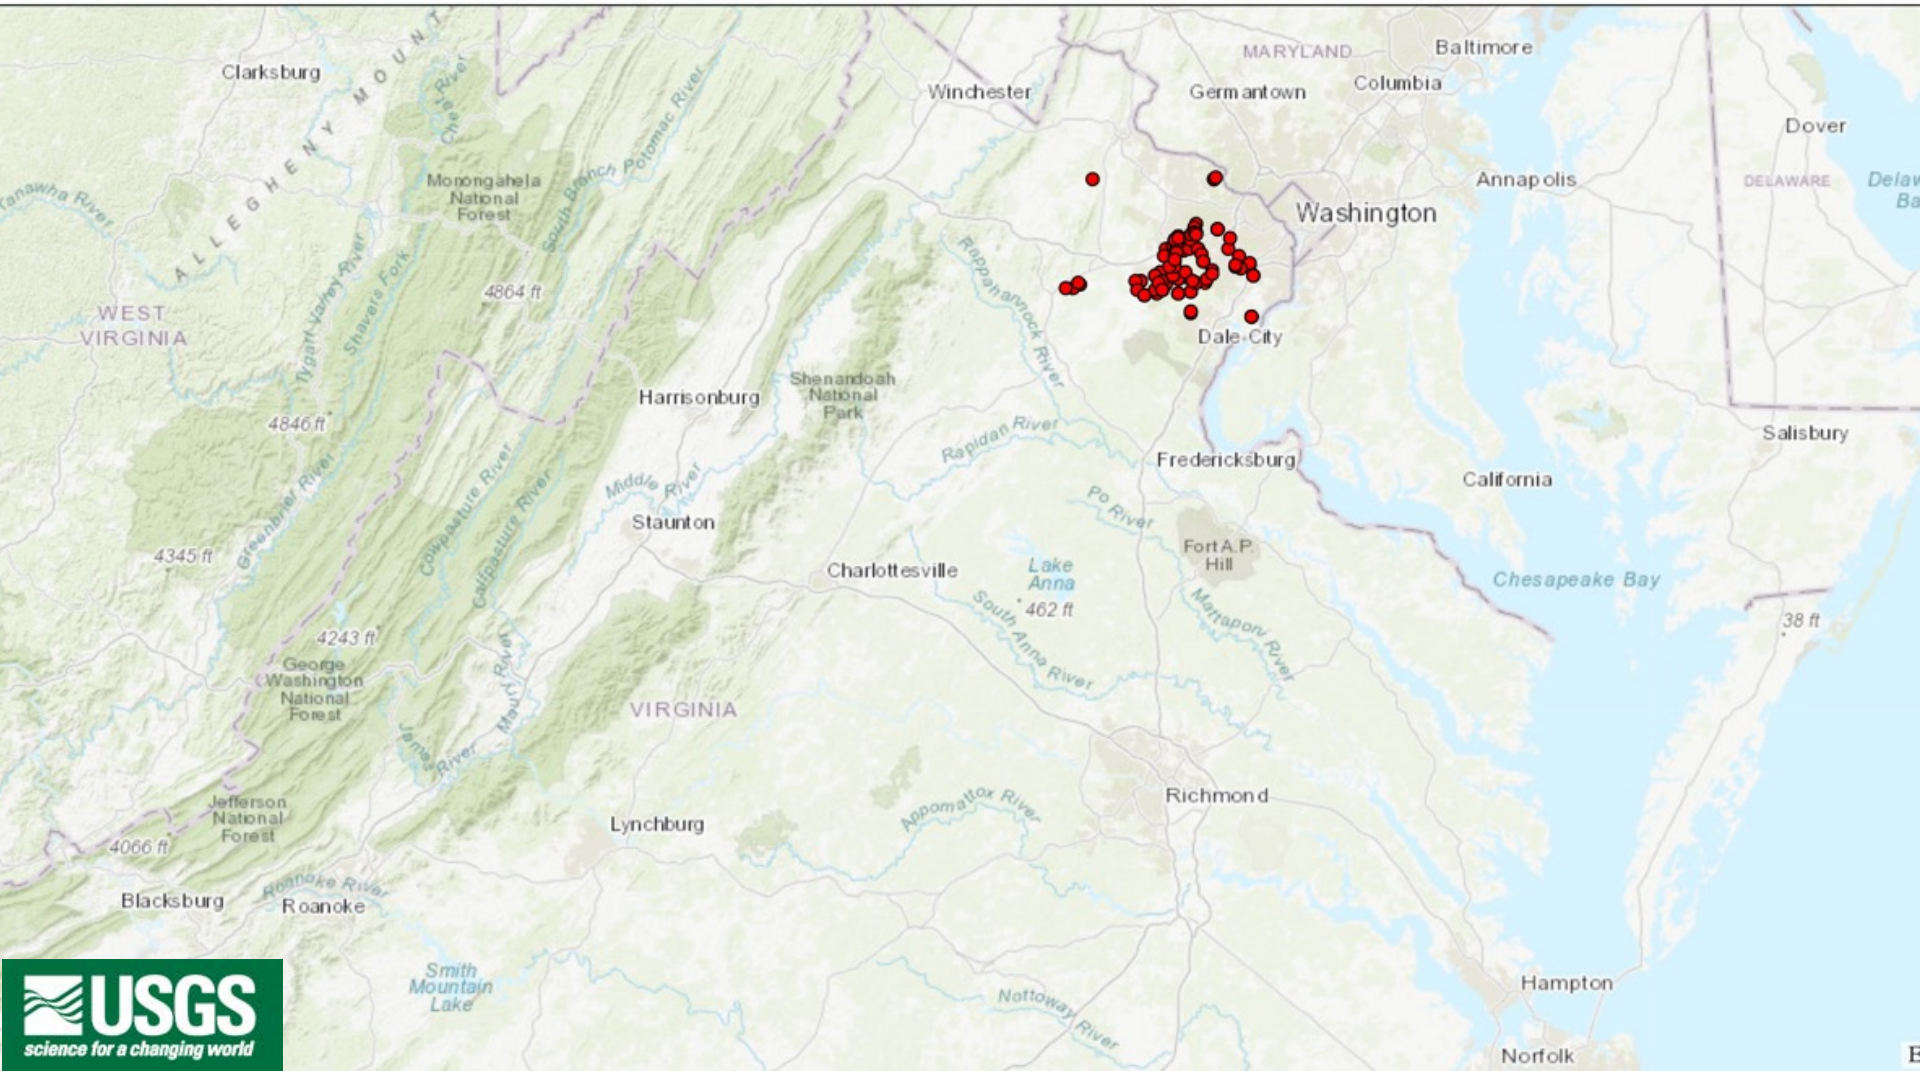 Clarksburg
ALLEGHENY MOUNT
Cheat River
Winchester
MARYLAND
Baltimore
Germantown
Columbia
Dover
Monongahela
National
Forest
South Branch Potomac River
Annapolis
DELAWARE
Delaw
Ba
Washington
Tygart Valley River
Shavers Fork
Rappahannock River
4864 ft
WEST
VIRGINIA
Dale City
Shenandoah
National
Park
Harrisonburg
4846 ft
Rapidan River
Salisbury
Fredericksburg
California
Greenbrier River
Cowpasture River
Calfpasture River
Middle River
Staunton
Po River
4345 ft
Fort A.P.
Hill
Charlottesville
Lake
Anna
462 ft
Chesapeake Bay
South Anna River
Mattaponi River
38 ft
4243 ft
George
Washington
National
Forest
Maury River
VIRGINIA
James River
Richmond
Jefferson
National
Forest
Appomattox River
Lynchburg
4066 ft
Blacksburg
Roanoke River
Roanoke
Smith
Mountain
Lake
Hampton
Nottoway River
Norfolk
E
USGS
science for a changing world